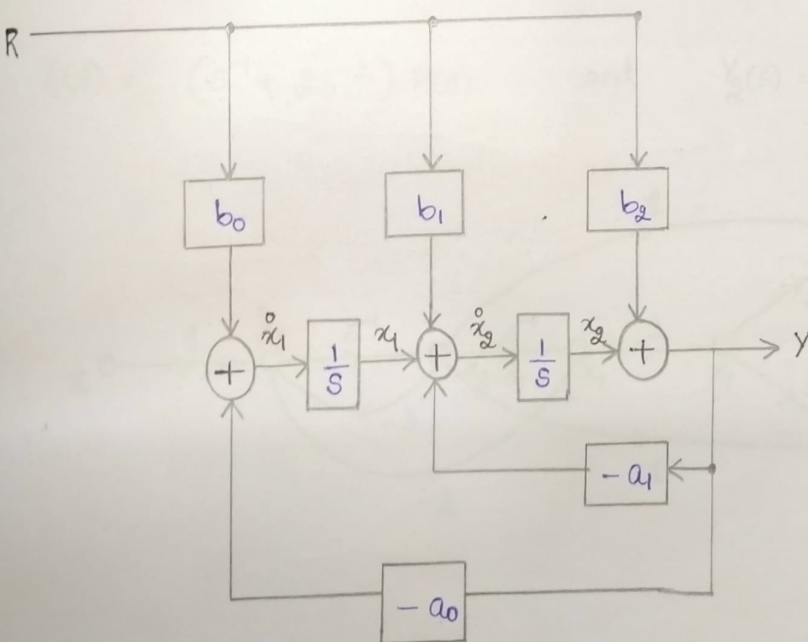 R
b₀ b₁ b₂
ẋ₁ 1/S x₁ + ẋ₂ 1/S x₂ + Y
+
- a₁
- a₀